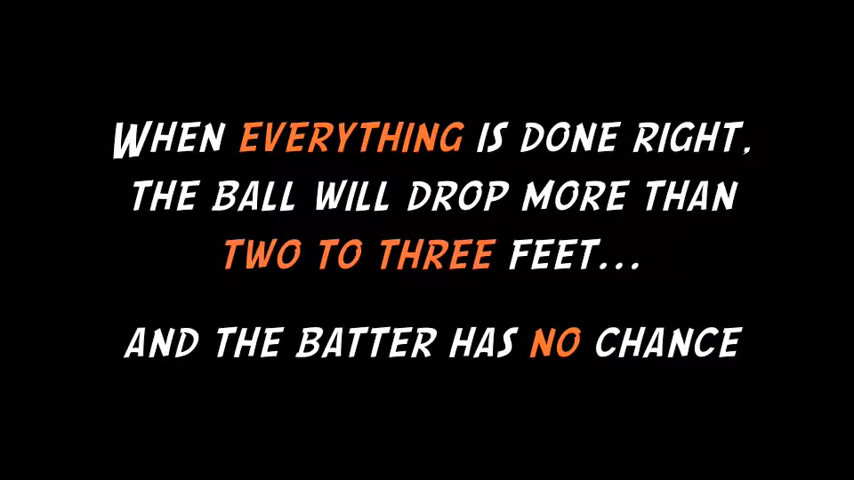 WHEN EVERYTHING IS DONE RIGHT,
THE BALL WILL DROP MORE THAN
TWO TO THREE FEET...
AND THE BATTER HAS NO CHANCE